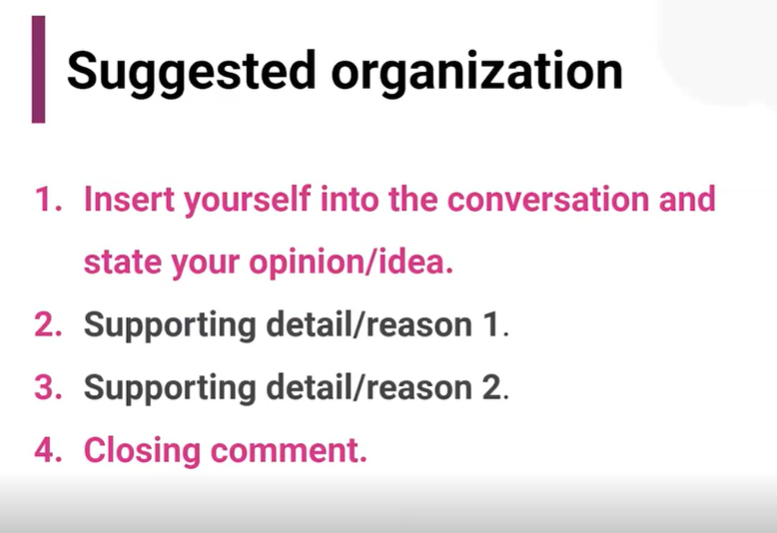 Suggested organization
1. Insert yourself into the conversation and
state your opinion/idea.
2. Supporting detail/reason 1.
3. Supporting detail/reason 2.
4. Closing comment.